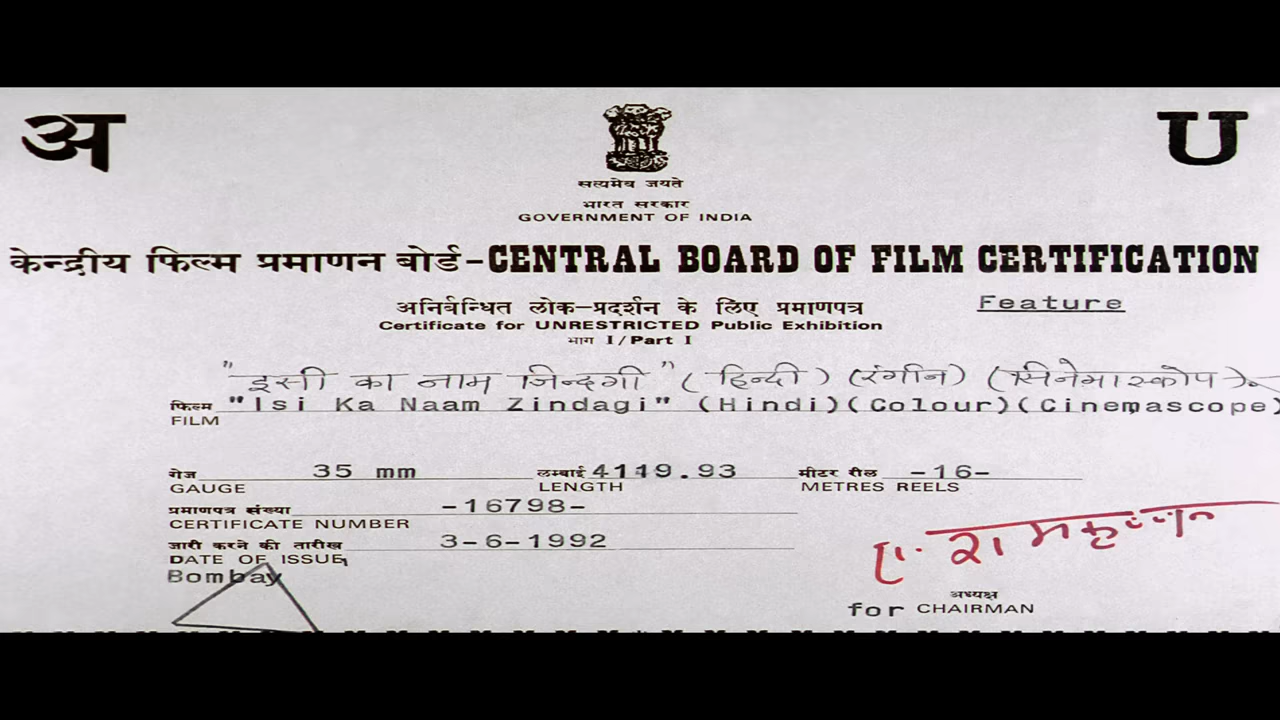 अ
U
सत्यमेव जयते
भारत सरकार
GOVERNMENT OF INDIA
केन्द्रीय फिल्म प्रमाणन बोर्ड-CENTRAL BOARD OF FILM CERTIFICATION
अनिर्बन्धित लोक-प्रदर्शन के लिए प्रमाणपत्र Feature
Certificate for UNRESTRICTED Public Exhibition
भाग I/Part I
"इसी का नाम जिन्दगी" (हिन्दी) (रंगीन) (सिनेमास्कोप)
फिल्म "Isi Ka Naam Zindagi" (Hindi)(Colour)(Cinemascope)
FILM
गेज 35 mm लम्बाई 4119.93 मीटर रील -16-
GAUGE LENGTH METRES REELS
प्रमाणपत्र संख्या -16798-
CERTIFICATE NUMBER
जारी करने की तारीख 3-6-1992
DATE OF ISSUE
Bombay
रामकृष्णन
अध्यक्ष
for CHAIRMAN